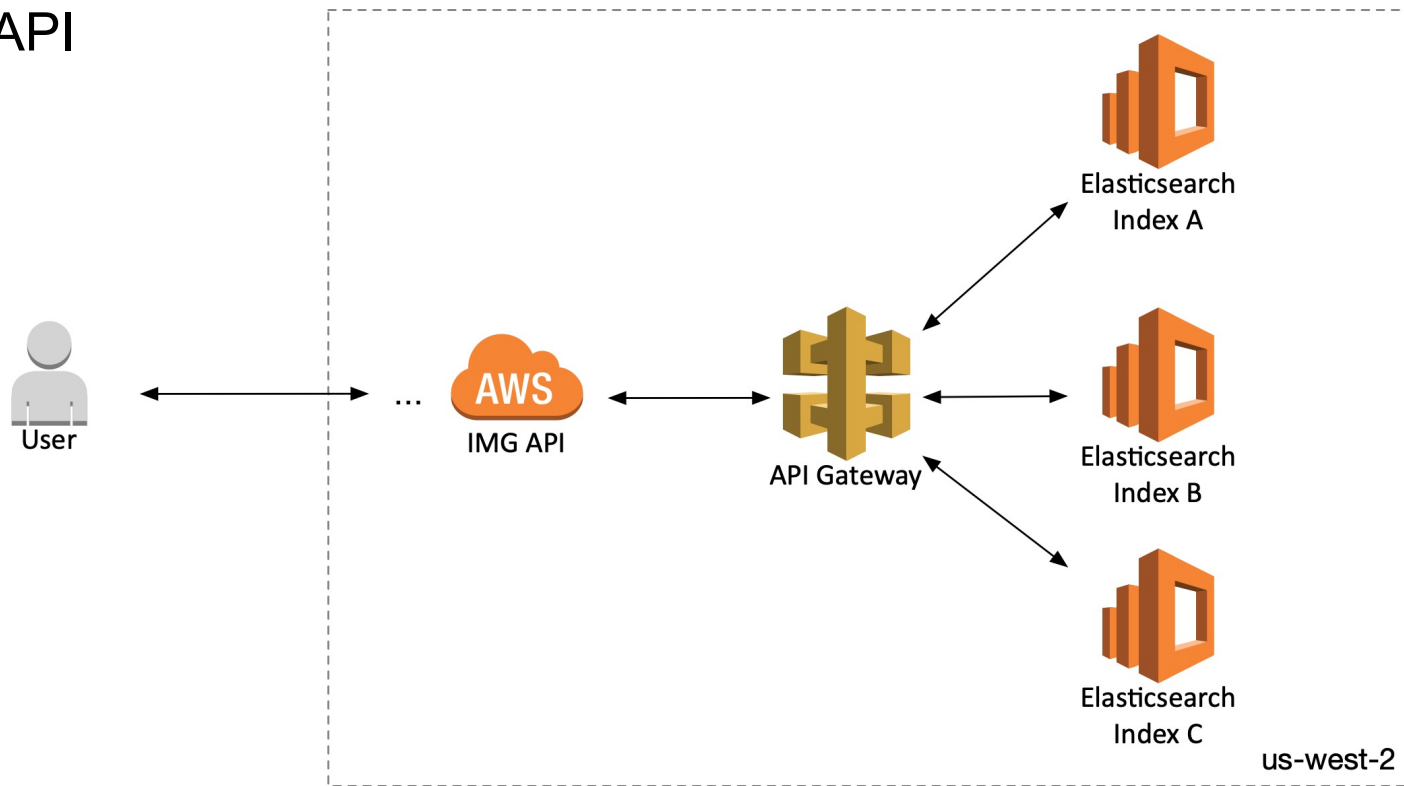 API
Elasticsearch
Index A
User
...
AWS
IMG API
API Gateway
Elasticsearch
Index B
Elasticsearch
Index C
us-west-2